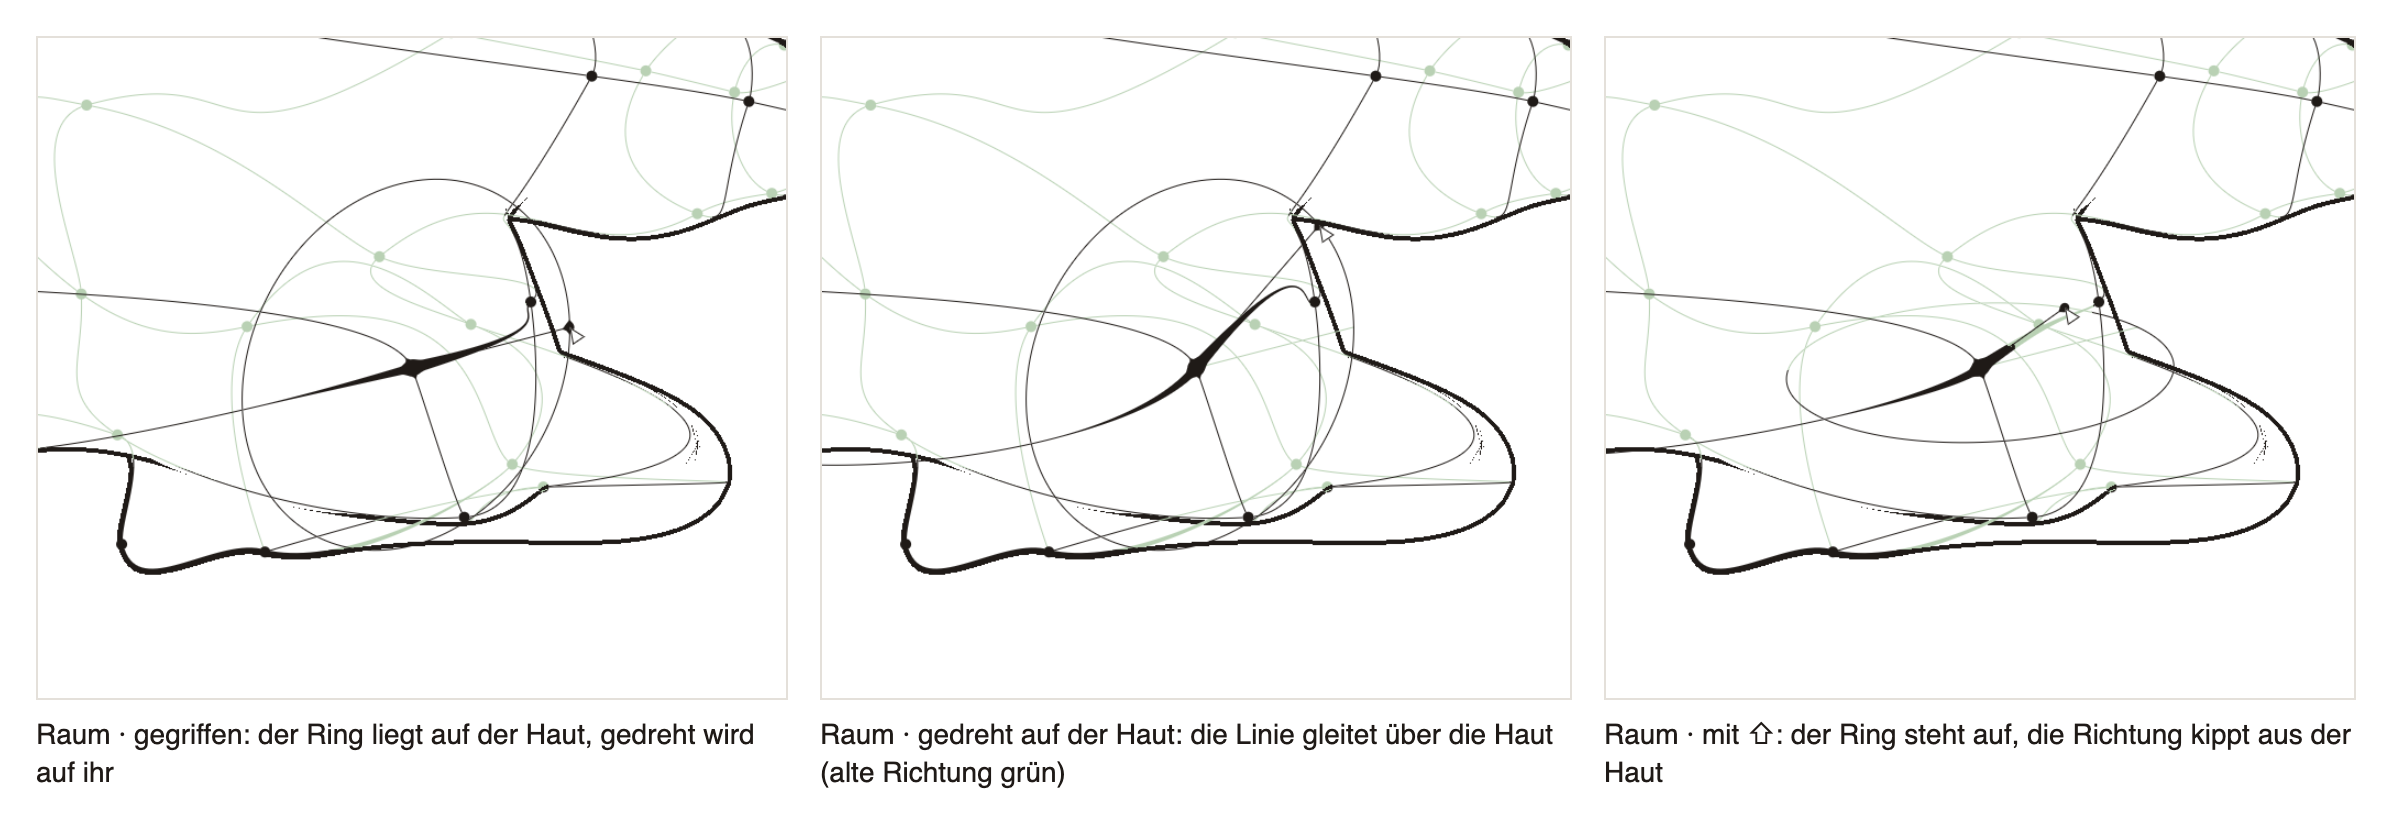 Raum · gegriffen: der Ring liegt auf der Haut, gedreht wird
auf ihr
Raum · gedreht auf der Haut: die Linie gleitet über die Haut
(alte Richtung grün)
Raum · mit ⇧: der Ring steht auf, die Richtung kippt aus der
Haut